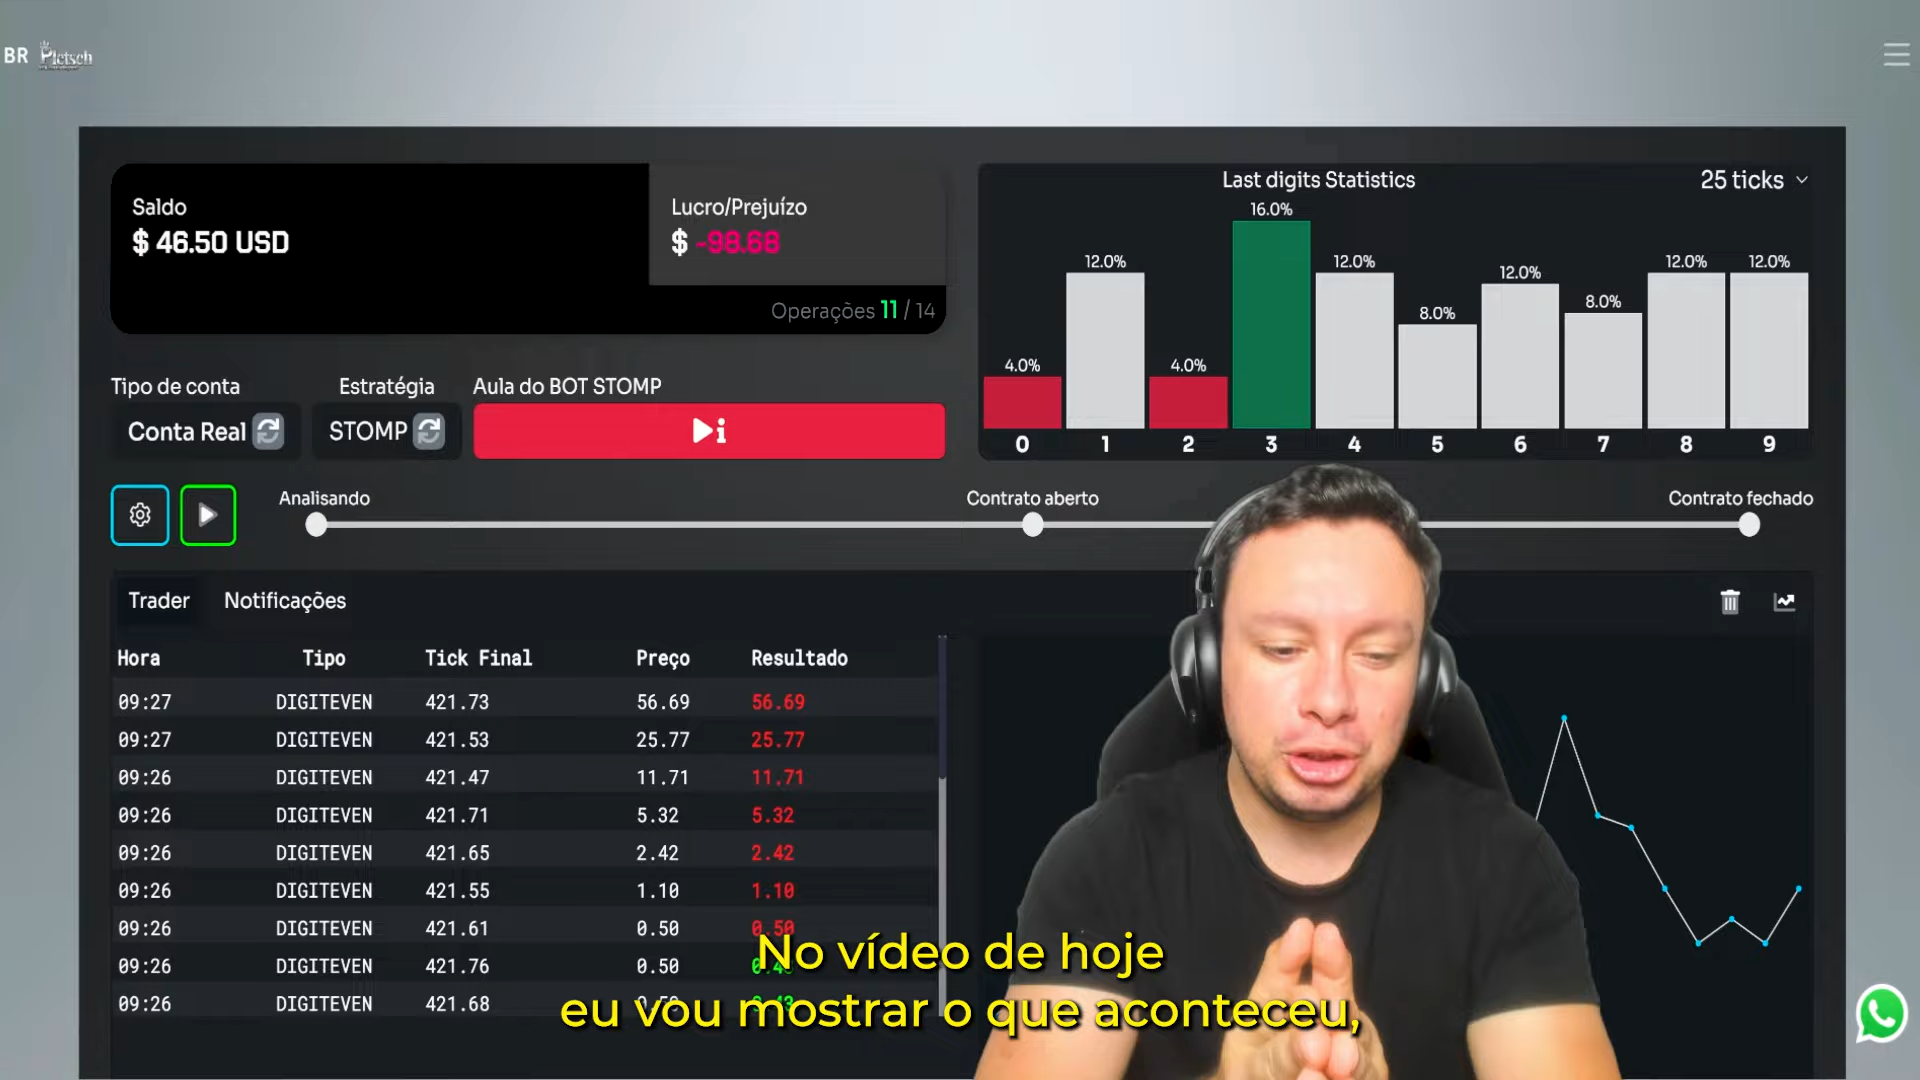 BR Pletsch
Saldo
$ 46.50 USD
Lucro/Prejuízo
$ -98.68
Operações 11 / 14
Last digits Statistics
25 ticks
4.0% 12.0% 4.0% 16.0% 12.0% 8.0% 12.0% 8.0% 12.0% 12.0%
0 1 2 3 4 5 6 7 8 9
Tipo de conta
Conta Real
Estratégia
STOMP
Aula do BOT STOMP
i
Analisando
Contrato aberto
Contrato fechado
Trader Notificações
Hora Tipo Tick Final Preço Resultado
09:27 DIGITEVEN 421.73 56.69 56.69
09:27 DIGITEVEN 421.53 25.77 25.77
09:26 DIGITEVEN 421.47 11.71 11.71
09:26 DIGITEVEN 421.71 5.32 5.32
09:26 DIGITEVEN 421.65 2.42 2.42
09:26 DIGITEVEN 421.55 1.10 1.10
09:26 DIGITEVEN 421.61 0.50 0.50
09:26 DIGITEVEN 421.76 0.50
09:26 DIGITEVEN 421.68
No vídeo de hoje
eu vou mostrar o que aconteceu,